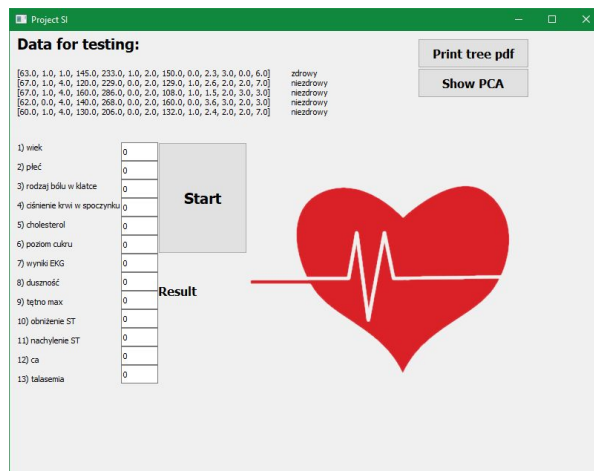 Project SI
Data for testing:
Print tree pdf
Show PCA
[63.0, 1.0, 1.0, 145.0, 233.0, 1.0, 2.0, 150.0, 0.0, 2.3, 3.0, 0.0, 6.0] zdrowy
[67.0, 1.0, 4.0, 120.0, 229.0, 0.0, 2.0, 129.0, 1.0, 2.6, 2.0, 2.0, 7.0] niezdrowy
[67.0, 1.0, 4.0, 160.0, 286.0, 0.0, 2.0, 108.0, 1.0, 1.5, 2.0, 3.0, 3.0] niezdrowy
[62.0, 0.0, 4.0, 140.0, 268.0, 0.0, 2.0, 160.0, 0.0, 3.6, 3.0, 2.0, 3.0] niezdrowy
[60.0, 1.0, 4.0, 130.0, 206.0, 0.0, 2.0, 132.0, 1.0, 2.4, 2.0, 2.0, 7.0] niezdrowy
1) wiek 0
2) płeć 0
3) rodzaj bólu w klatce 0
4) ciśnienie krwi w spoczynku 0
5) cholesterol 0
6) poziom cukru 0
7) wyniki EKG 0
8) duszność 0
9) tętno max 0
10) obniżenie ST 0
11) nachylenie ST 0
12) ca 0
13) talasemia 0
Start
Result